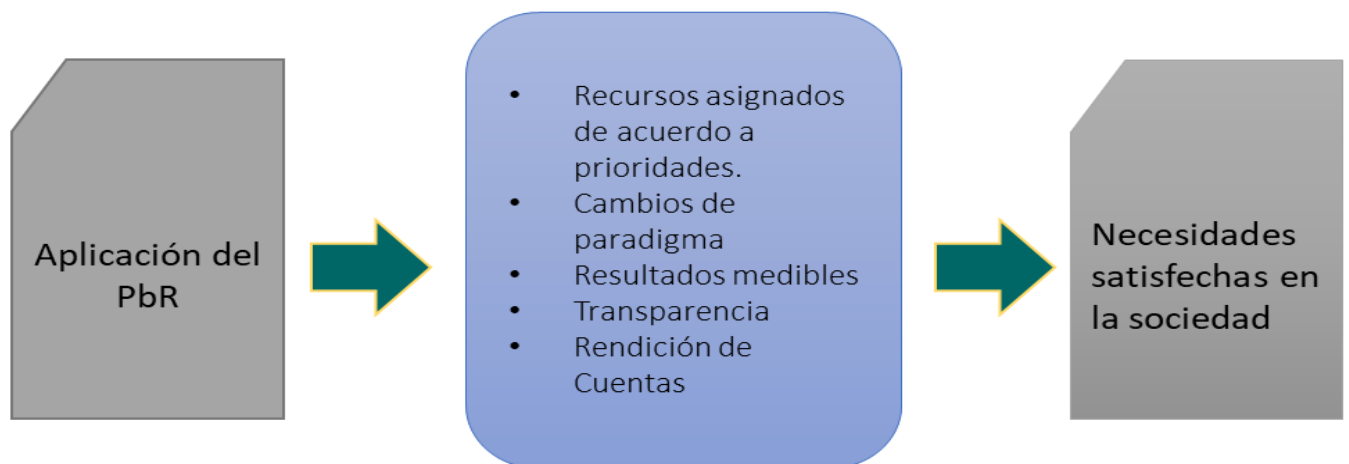 Aplicación del
PbR
• Recursos asignados
de acuerdo a
prioridades.
• Cambios de
paradigma
• Resultados medibles
• Transparencia
• Rendición de
Cuentas
Necesidades
satisfechas en
la sociedad